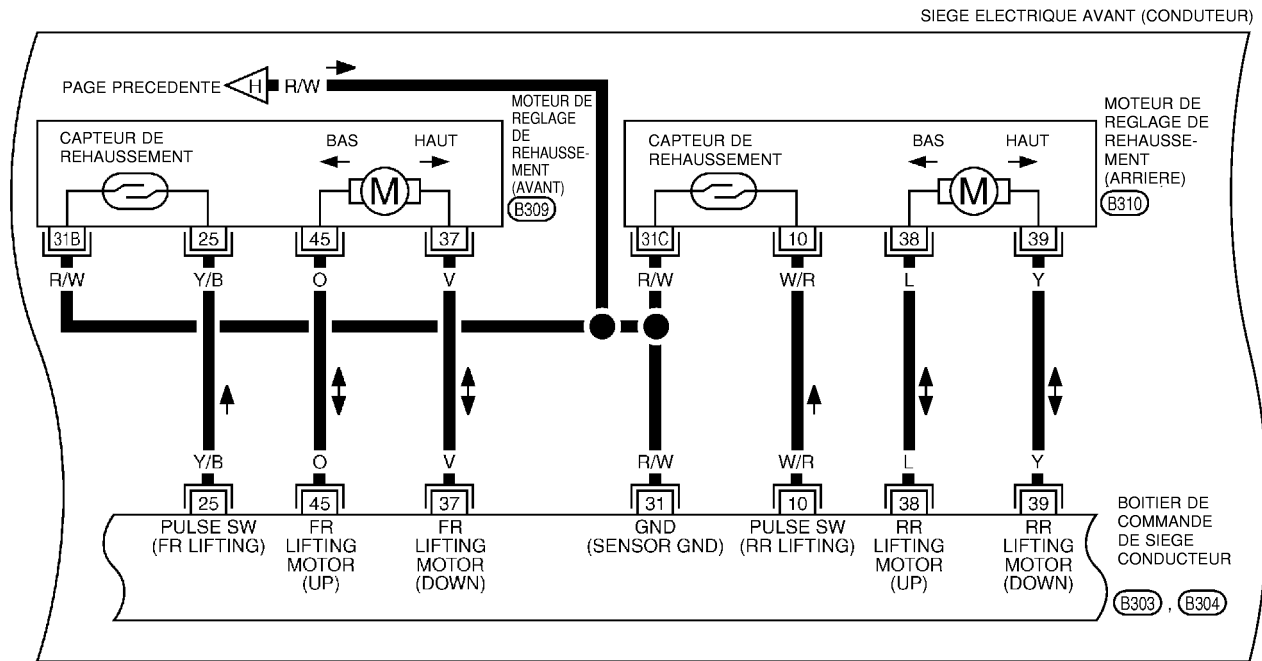 SIEGE ELECTRIQUE AVANT (CONDUTEUR)
PAGE PRECEDENTE
H
R/W
CAPTEUR DE
REHAUSSEMENT
BAS
HAUT
M
MOTEUR DE
REGLAGE
DE
REHAUSSE-
MENT
(AVANT)
B309
CAPTEUR DE
REHAUSSEMENT
BAS
HAUT
M
MOTEUR DE
REGLAGE DE
REHAUSSE-
MENT
(ARRIERE)
B310
31B 25 45 37 31C 10 38 39
R/W Y/B O V R/W W/R L Y
Y/B O V R/W W/R L Y
25 45 37 31 10 38 39
PULSE SW
(FR LIFTING)
FR
LIFTING
MOTOR
(UP)
FR
LIFTING
MOTOR
(DOWN)
GND
(SENSOR GND)
PULSE SW
(RR LIFTING)
RR
LIFTING
MOTOR
(UP)
RR
LIFTING
MOTOR
(DOWN)
BOITIER DE
COMMANDE
DE SIEGE
CONDUCTEUR
B303 , B304